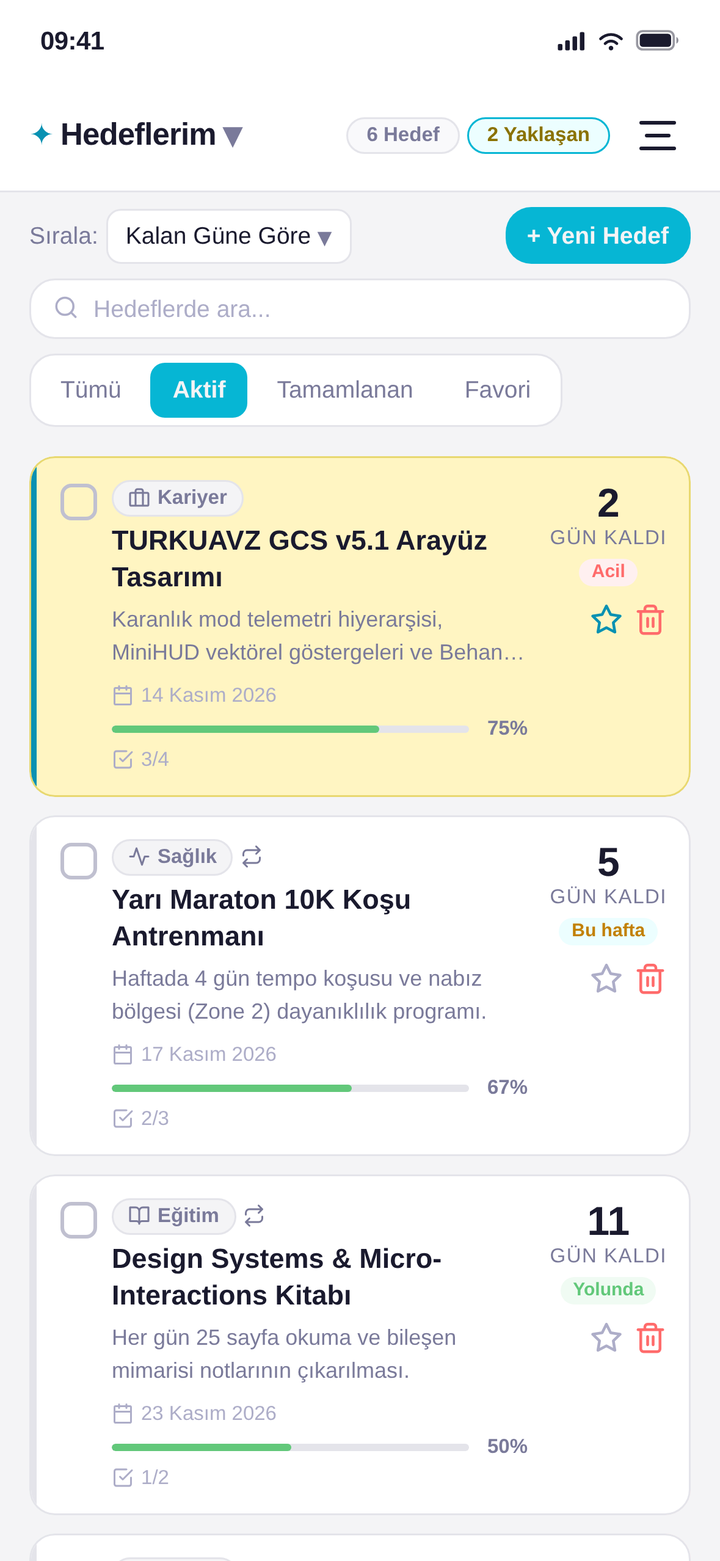 09:41
✦ Hedeflerim ▼
6 Hedef
2 Yaklaşan
Sırala:
Kalan Güne Göre ▼
+ Yeni Hedef
Hedeflerde ara...
Tümü
Aktif
Tamamlanan
Favori
Kariyer
TURKUAVZ GCS v5.1 Arayüz
Tasarımı
Karanlık mod telemetri hiyerarşisi,
MiniHUD vektörel göstergeleri ve Behan…
14 Kasım 2026
75%
3/4
2
GÜN KALDI
Acil
Sağlık
Yarı Maraton 10K Koşu
Antrenmanı
Haftada 4 gün tempo koşusu ve nabız
bölgesi (Zone 2) dayanıklılık programı.
17 Kasım 2026
67%
2/3
5
GÜN KALDI
Bu hafta
Eğitim
Design Systems & Micro-
Interactions Kitabı
Her gün 25 sayfa okuma ve bileşen
mimarisi notlarının çıkarılması.
23 Kasım 2026
50%
1/2
11
GÜN KALDI
Yolunda